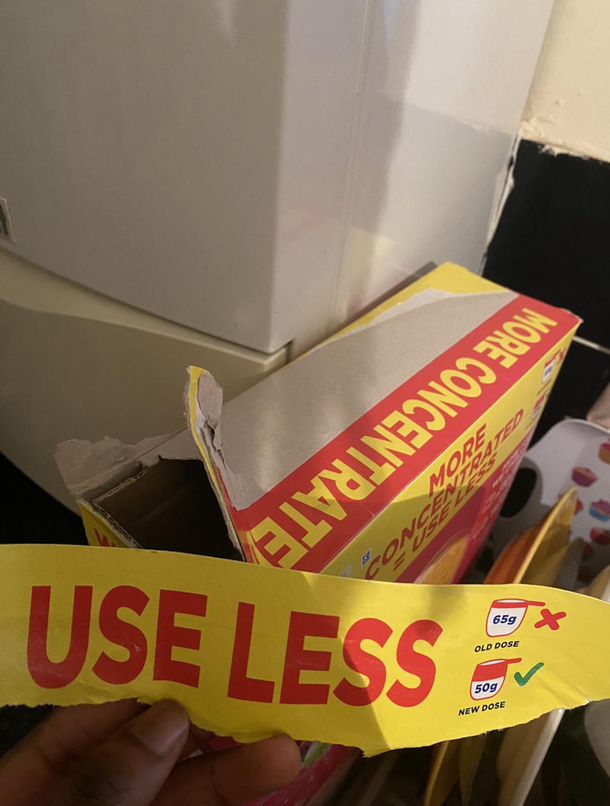 MORE CONCENTRATE
MORE
CONCENTRATED
= USE LESS
USE LESS
65g
OLD DOSE
50g
NEW DOSE